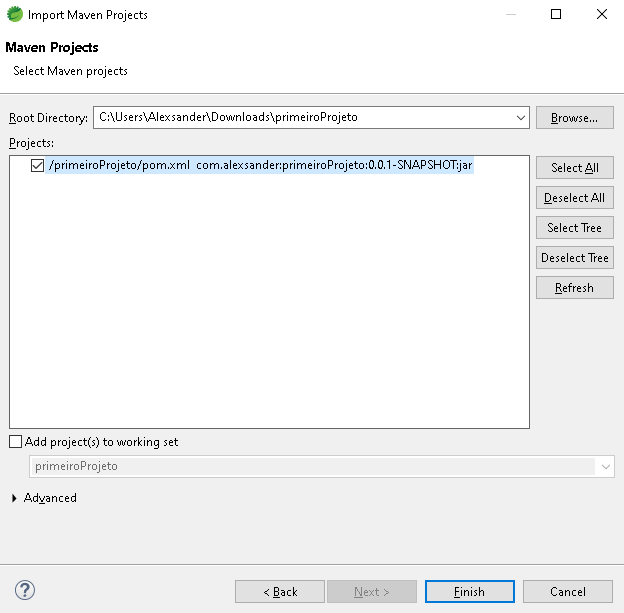 Import Maven Projects
Maven Projects
Select Maven projects
Root Directory: C:\Users\Alexsander\Downloads\primeiroProjeto Browse...
Projects:
/primeiroProjeto/pom.xml com.alexsander:primeiroProjeto:0.0.1-SNAPSHOT:jar
Select All
Deselect All
Select Tree
Deselect Tree
Refresh
Add project(s) to working set
primeiroProjeto
Advanced
? < Back Next > Finish Cancel